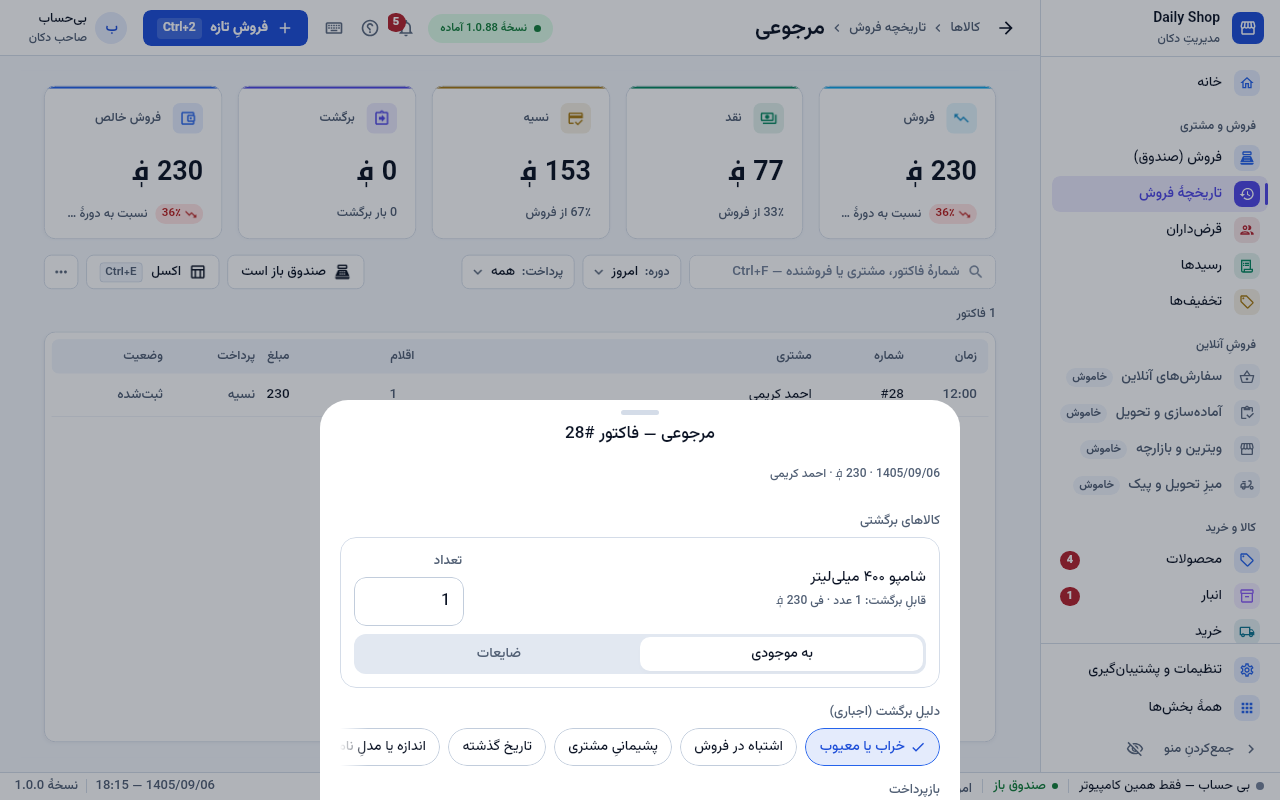 Daily Shop
مدیریتِ دکان
خانه
فروش و مشتری
فروش (صندوق)
تاریخچهٔ فروش
قرض‌داران
رسیدها
تخفیف‌ها
فروشِ آنلاین
سفارش‌های آنلاین خاموش
آماده‌سازی و تحویل خاموش
ویترین و بازارچه خاموش
میزِ تحویل و پیک خاموش
کالا و خرید
محصولات 4
انبار 1
خرید
تنظیمات و پشتیبان‌گیری
همهٔ بخش‌ها
جمع‌کردنِ منو
کالاها › تاریخچه فروش › مرجوعی
نسخهٔ 1.0.88 آماده
5
فروشِ تازه Ctrl+2
ب
بی‌حساب
صاحب دکان
فروش
230 ؋
36٪ نسبت به دورهٔ ...
نقد
77 ؋
33٪ از فروش
نسیه
153 ؋
67٪ از فروش
برگشت
0 ؋
0 بار برگشت
فروش خالص
230 ؋
36٪ نسبت به دورهٔ ...
شمارهٔ فاکتور، مشتری یا فروشنده — Ctrl+F
دوره: امروز
پرداخت: همه
صندوق باز است
اکسل Ctrl+E
1 فاکتور
زمان شماره مشتری اقلام مبلغ پرداخت وضعیت
12:00 #28 احمد کریمی 1 230 نسیه ثبت‌شده
مرجوعی — فاکتور #28
1405/09/06 · 230 ؋ · احمد کریمی
کالاهای برگشتی
شامپو ۴۰۰ میلی‌لیتر
قابلِ برگشت: 1 عدد · فی 230 ؋
تعداد
1
به موجودی
ضایعات
دلیلِ برگشت (اجباری)
خراب یا معیوب
اشتباه در فروش
پشیمانیِ مشتری
تاریخ گذشته
اندازه یا مدلِ
بازپرداخت
بی حساب — فقط همین کامپیوتر
صندوق باز
1405/09/06 — 18:15
نسخهٔ 1.0.0